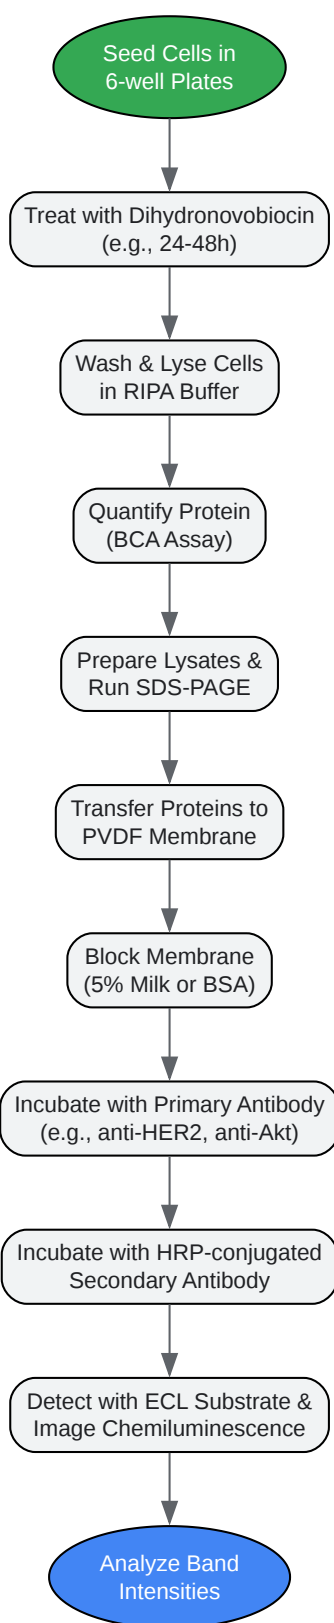 Seed Cells in
6-well Plates
Treat with Dihydronovobiocin
(e.g., 24-48h)
Wash & Lyse Cells
in RIPA Buffer
Quantify Protein
(BCA Assay)
Prepare Lysates &
Run SDS-PAGE
Transfer Proteins to
PVDF Membrane
Block Membrane
(5% Milk or BSA)
Incubate with Primary Antibody
(e.g., anti-HER2, anti-Akt)
Incubate with HRP-conjugated
Secondary Antibody
Detect with ECL Substrate &
Image Chemiluminescence
Analyze Band
Intensities